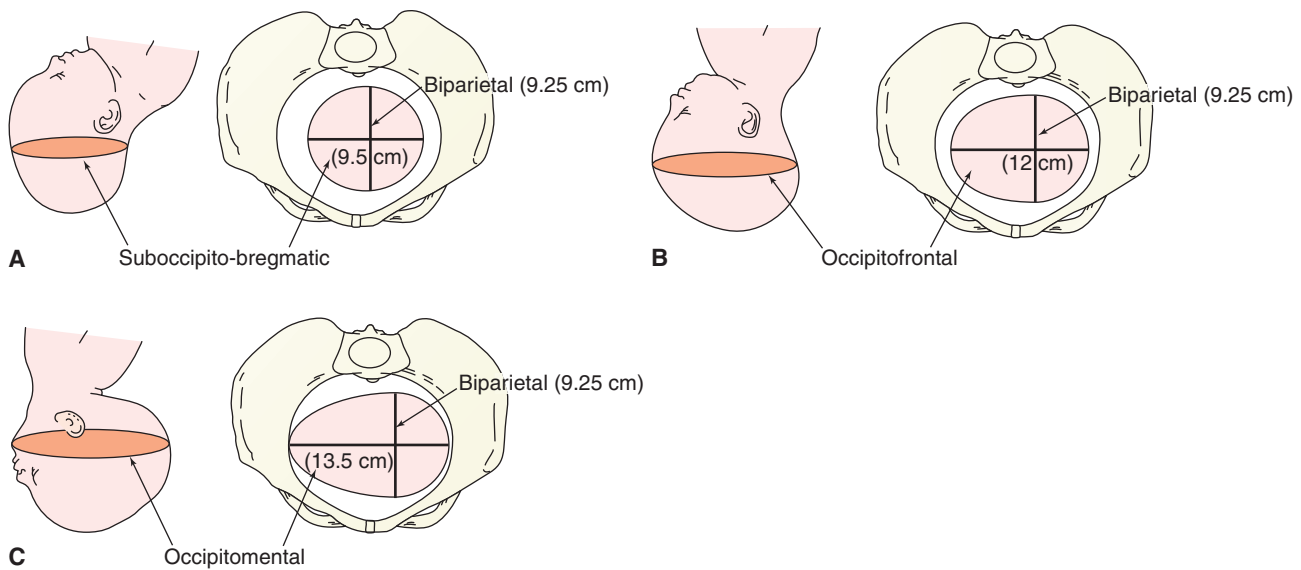 Biparietal (9.25 cm)
(9.5 cm)
Suboccipito-bregmatic
A
Biparietal (9.25 cm)
(12 cm)
Occipitofrontal
B
Biparietal (9.25 cm)
(13.5 cm)
Occipitomental
C